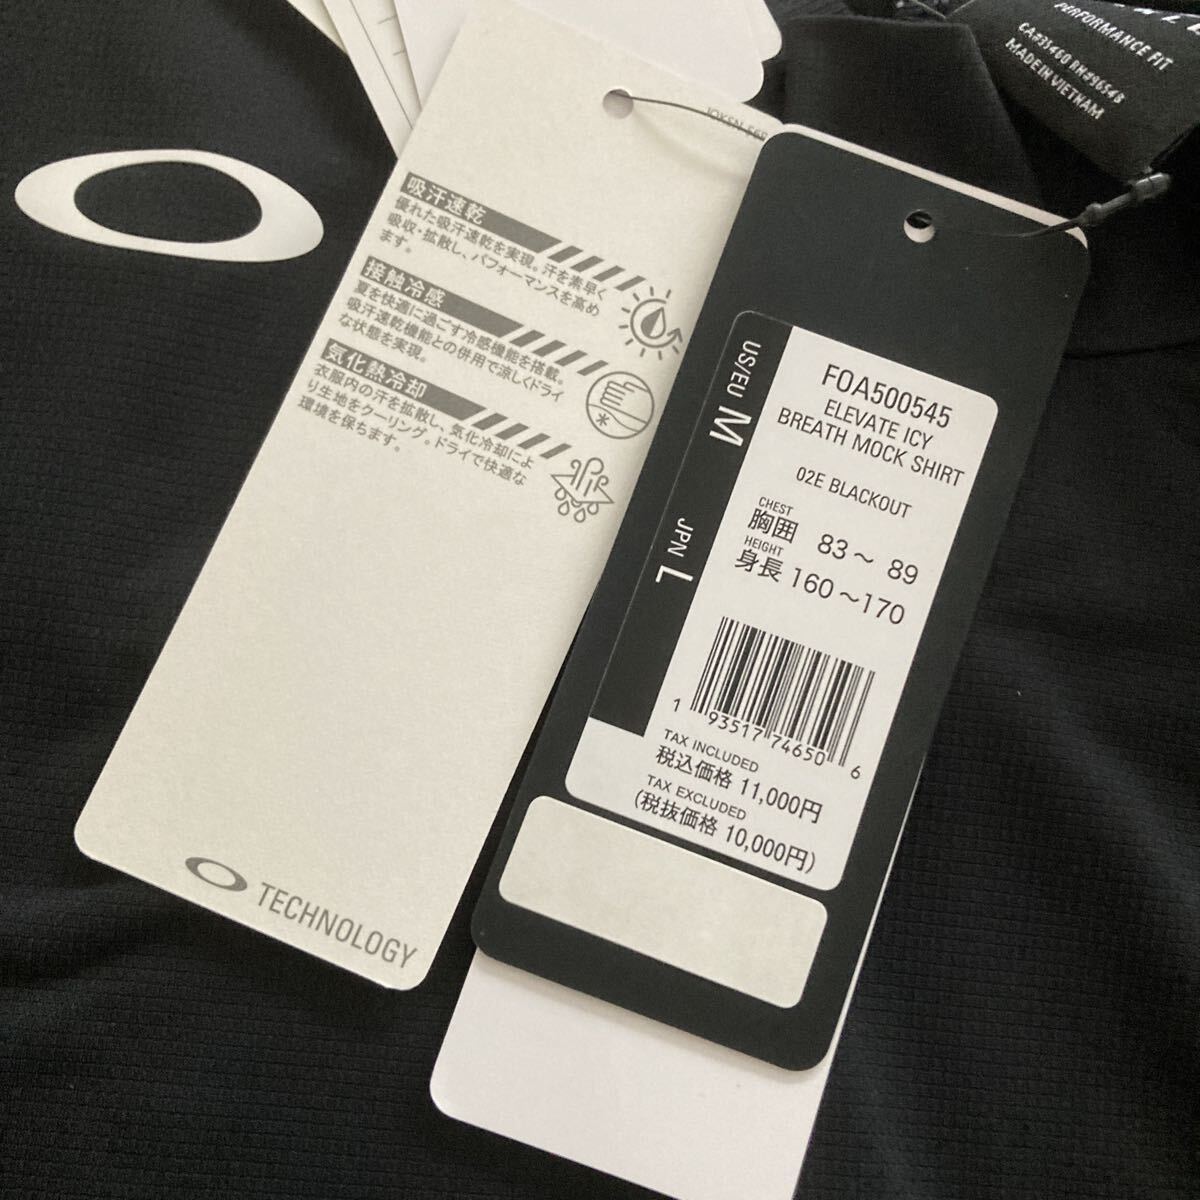 PERFORMANCE FIT
CA#35460 RN#96548
MADE IN VIETNAM
吸汗速乾
優れた吸汗速乾を実現。汗を素早く
吸収・拡散し、パフォーマンスを高め
ます。
接触冷感
夏を快適に過ごす冷感機能を搭載。
吸汗速乾機能との併用で涼しくドライ
な状態を実現。
気化熱冷却
衣服内の汗を拡散し、気化冷却によ
り生地をクーリング。ドライで快適な
環境を保ちます。
TECHNOLOGY
US/EU M
JPN L
FOA500545
ELEVATE ICY
BREATH MOCK SHIRT
02E BLACKOUT
CHEST
胸囲 83～ 89
HEIGHT
身長 160～170
1 93517 74650 6
TAX INCLUDED
税込価格 11,000円
TAX EXCLUDED
(税抜価格 10,000円)